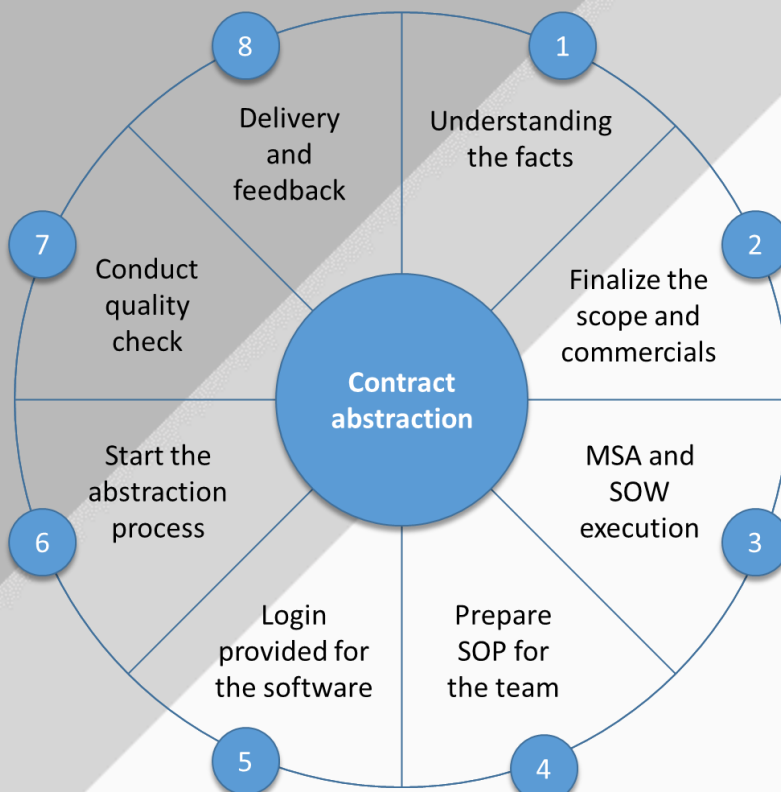 Contract
abstraction
1
Understanding
the facts
2
Finalize the
scope and
commercials
3
MSA and
SOW
execution
4
Prepare
SOP for
the team
5
Login
provided for
the software
6
Start the
abstraction
process
7
Conduct
quality
check
8
Delivery
and
feedback